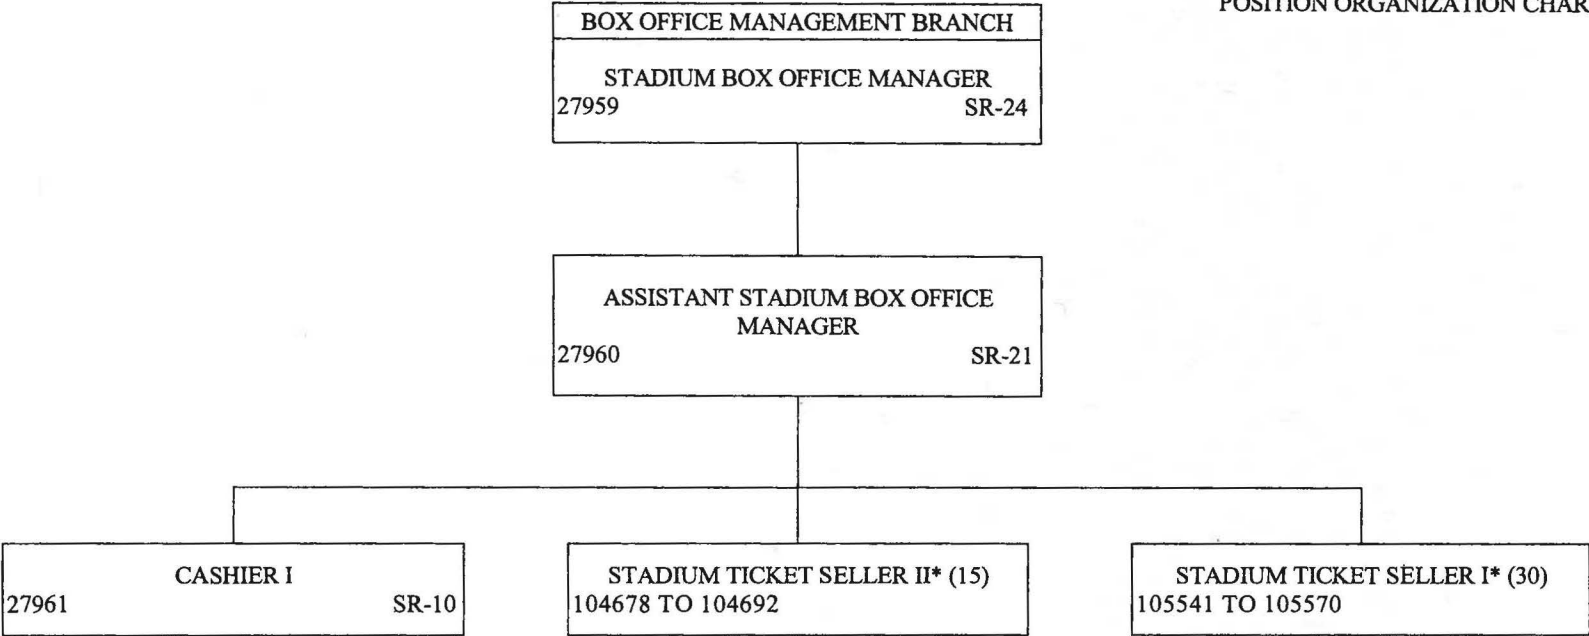 POSITION ORGANIZATION CHAR
BOX OFFICE MANAGEMENT BRANCH
STADIUM BOX OFFICE MANAGER
27959 SR-24
ASSISTANT STADIUM BOX OFFICE
MANAGER
27960 SR-21
CASHIER I
27961 SR-10
STADIUM TICKET SELLER II* (15)
104678 TO 104692
STADIUM TICKET SELLER I* (30)
105541 TO 105570